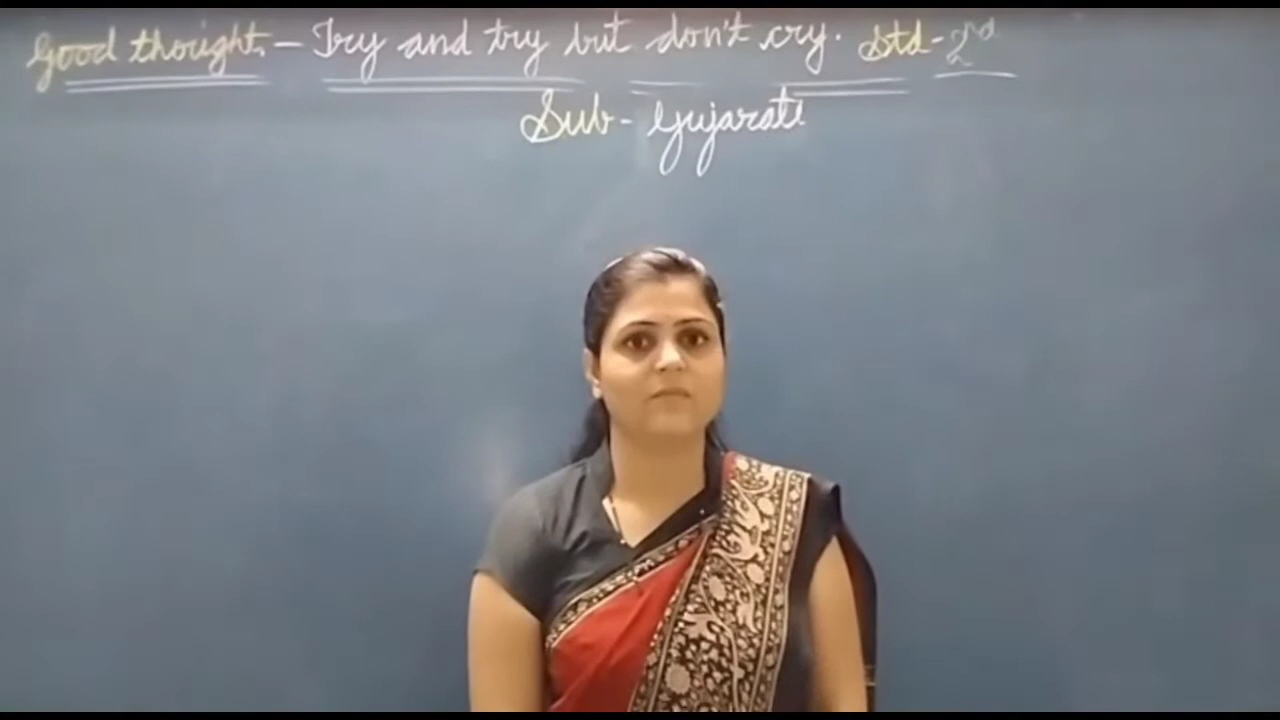 Good thought. - Try and try but don't cry. Std - 2nd
Sub - Gujarati